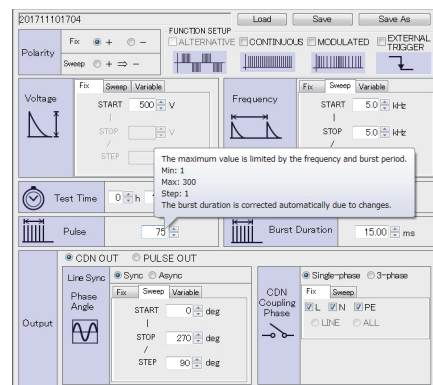 201711101704
Load Save Save As
Polarity
Fix + -
Sweep + ⇒ -
FUNCTION SETUP
ALTERNATIVE CONTINUOUS MODULATED EXTERNAL TRIGGER
Voltage
Fix Sweep Variable
START 500 V
|
STOP V
/
STEP
Frequency
Fix Sweep Variable
START 5.0 kHz
|
STOP 5.0 kHz
/
The maximum value is limited by the frequency and burst period.
Min: 1
Max: 300
Step: 1
The burst duration is corrected automatically due to changes.
Test Time 0 h
Pulse 75
Burst Duration 15.00 ms
Output
CDN OUT PULSE OUT
Line Sync Sync Async
Phase Angle
Fix Sweep Variable
START 0 deg
|
STOP 270 deg
/
STEP 90 deg
CDN Coupling Phase
Single-phase 3-phase
Fix Sweep
L N PE
LINE ALL